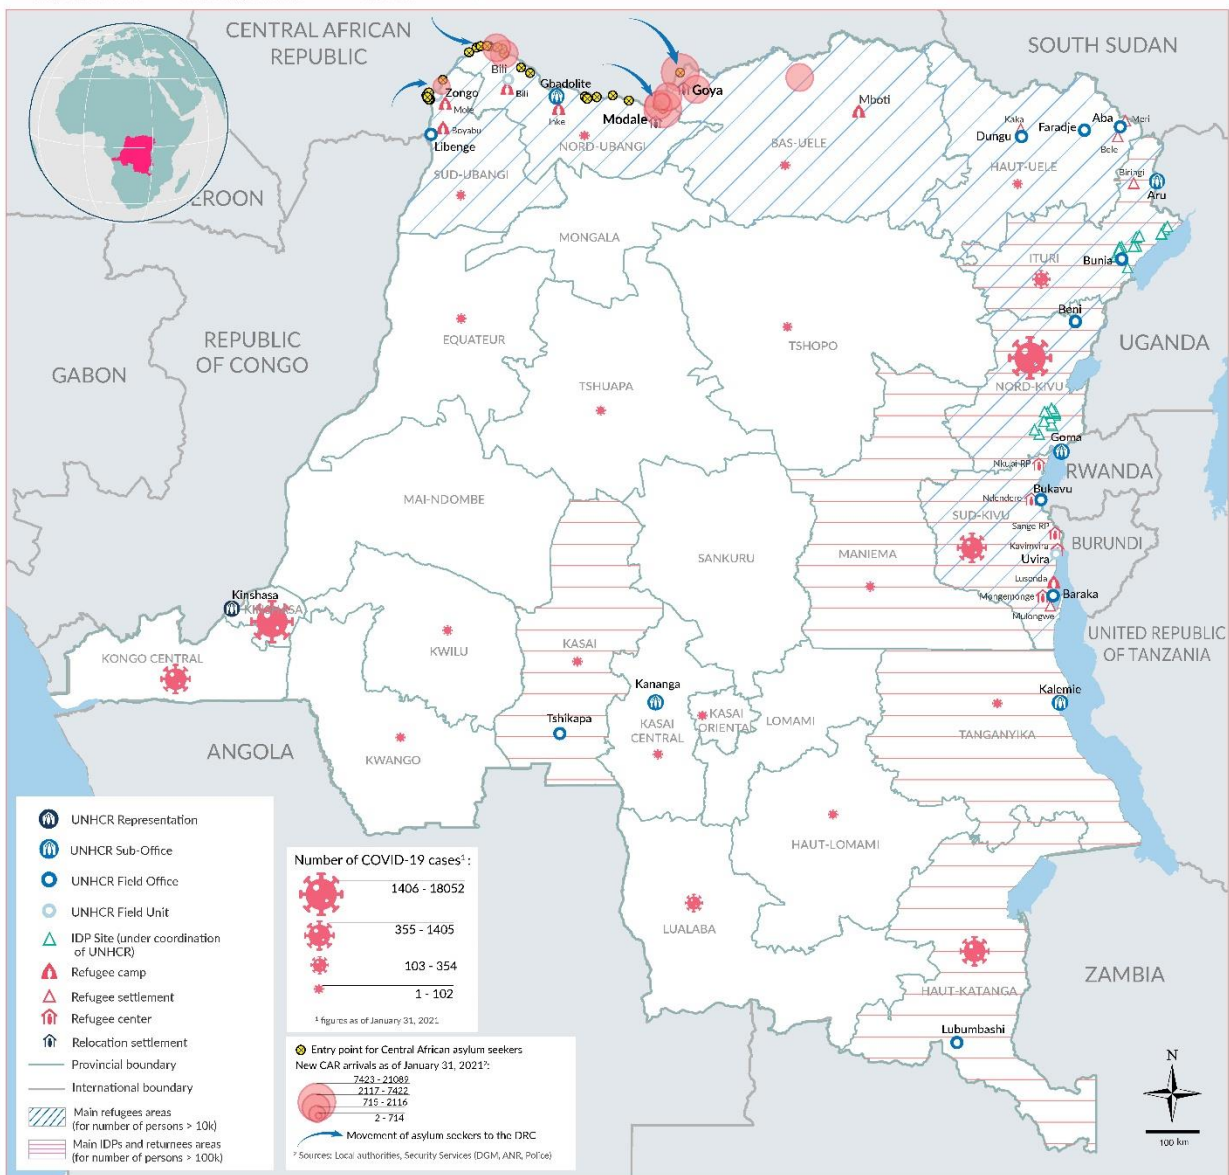 CENTRAL AFRICAN
REPUBLIC
SOUTH SUDAN
Bili
Zongo
Gbadolite
Bili
Mole
Inke
Goya
Modale
Mboti
Boyabu
Libenge
NORD-UBANGI
BAS-UELE
Kaka
Dungu
Faradje
Aba
Meri
Bele
HAUT-UELE
Biringi
Aru
SUD-UBANGI
EROON
MONGALA
ITURI
Bunia
Beni
EQUATEUR
TSHOPO
REPUBLIC
OF CONGO
GABON
UGANDA
TSHUAPA
NORD-KIVU
Goma
Nkujai-RP
RWANDA
MAI-NDOMBE
Ndendere
Bukavu
SUD-KIVU
Sange RP
SANKURU
MANIEMA
Kavimvira
BURUNDI
Uvira
Lusenda
Mongemonge
Baraka
Mulongwe
Kinshasa
KINSHASA
KONGO CENTRAL
KWILU
KASAI
UNITED REPUBLIC
OF TANZANIA
Kananga
Kalemie
KASAI
CENTRAL
KASAI
ORIENTAL
LOMAMI
TANGANYIKA
Tshikapa
ANGOLA
KWANGO
HAUT-LOMAMI
LUALABA
ZAMBIA
HAUT-KATANGA
Lubumbashi
UNHCR Representation
UNHCR Sub-Office
UNHCR Field Office
UNHCR Field Unit
IDP Site (under coordination
of UNHCR)
Refugee camp
Refugee settlement
Refugee center
Relocation settlement
Provincial boundary
International boundary
Main refugees areas
(for number of persons > 10k)
Main IDPs and returnees areas
(for number of persons > 100k)
Number of COVID-19 cases¹ :
1406 - 18052
355 - 1405
103 - 354
1 - 102
¹ figures as of January 31, 2021
Entry point for Central African asylum seekers
New CAR arrivals as of January 31, 2021²:
7423 - 21089
2117 - 7422
715 - 2116
2 - 714
Movement of asylum seekers to the DRC
² Sources: Local authorities, Security Services (DGM, ANR, Police)
N
100 km